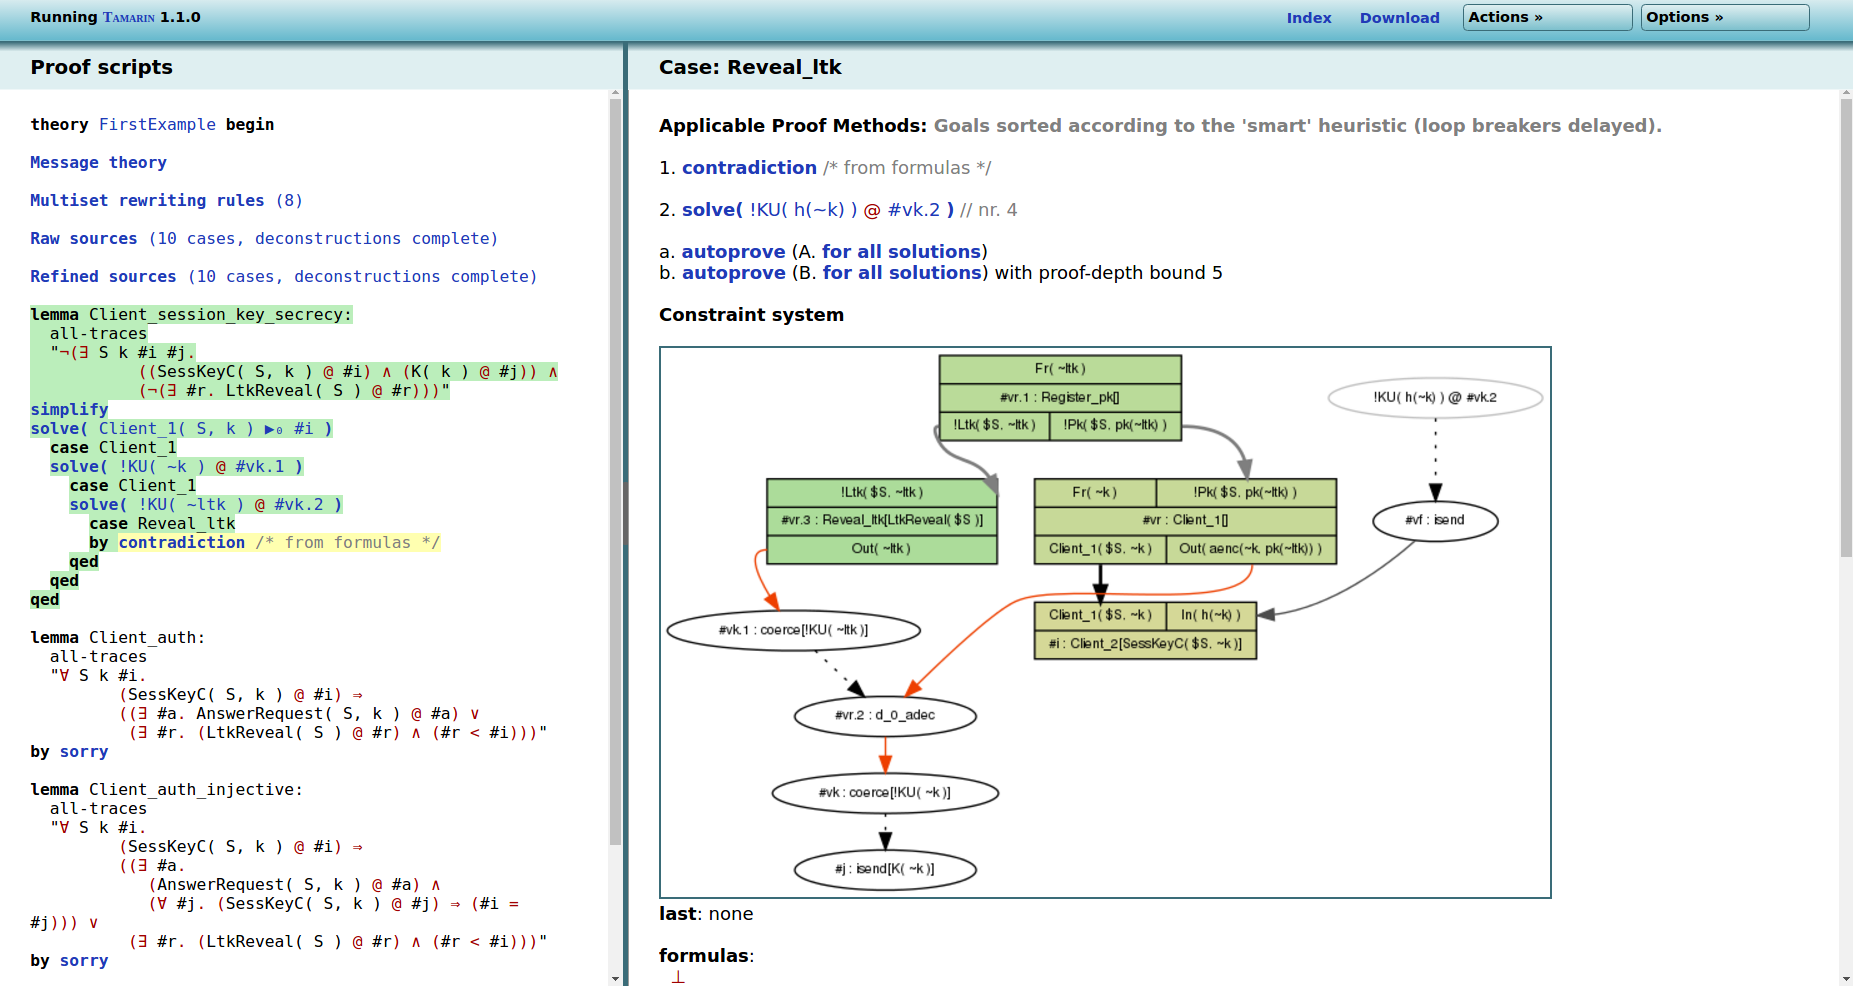 Running TAMARIN 1.1.0
Index Download Actions » Options »
Proof scripts
theory FirstExample begin
Message theory
Multiset rewriting rules (8)
Raw sources (10 cases, deconstructions complete)
Refined sources (10 cases, deconstructions complete)
lemma Client_session_key_secrecy:
all-traces
"¬(∃ S k #i #j.
((SessKeyC( S, k ) @ #i) ∧ (K( k ) @ #j)) ∧
(¬(∃ #r. LtkReveal( S ) @ #r)))"
simplify
solve( Client_1( S, k ) ▶₀ #i )
case Client_1
solve( !KU( ~k ) @ #vk.1 )
case Client_1
solve( !KU( ~ltk ) @ #vk.2 )
case Reveal_ltk
by contradiction /* from formulas */
qed
qed
qed
lemma Client_auth:
all-traces
"∀ S k #i.
(SessKeyC( S, k ) @ #i) ⇒
((∃ #a. AnswerRequest( S, k ) @ #a) ∨
(∃ #r. (LtkReveal( S ) @ #r) ∧ (#r < #i)))"
by sorry
lemma Client_auth_injective:
all-traces
"∀ S k #i.
(SessKeyC( S, k ) @ #i) ⇒
((∃ #a.
(AnswerRequest( S, k ) @ #a) ∧
(∀ #j. (SessKeyC( S, k ) @ #j) ⇒ (#i =
#j))) ∨
(∃ #r. (LtkReveal( S ) @ #r) ∧ (#r < #i)))"
by sorry
Case: Reveal_ltk
Applicable Proof Methods: Goals sorted according to the 'smart' heuristic (loop breakers delayed).
1. contradiction /* from formulas */
2. solve( !KU( h(~k) ) @ #vk.2 ) // nr. 4
a. autoprove (A. for all solutions)
b. autoprove (B. for all solutions) with proof-depth bound 5
Constraint system
Fr( ~ltk )
#vr.1 : Register_pk[]
!Ltk( $S, ~ltk ) !Pk( $S, pk(~ltk) )
!KU( h(~k) ) @ #vk.2
!Ltk( $S, ~ltk )
#vr.3 : Reveal_ltk[LtkReveal( $S )]
Out( ~ltk )
Fr( ~k ) !Pk( $S, pk(~ltk) )
#vr : Client_1[]
Client_1( $S, ~k ) Out( aenc(~k, pk(~ltk)) )
#vf : isend
Client_1( $S, ~k ) In( h(~k) )
#i : Client_2[SessKeyC( $S, ~k )]
#vk.1 : coerce[!KU( ~ltk )]
#vr.2 : d_0_adec
#vk : coerce[!KU( ~k )]
#j : isend[K( ~k )]
last: none
formulas:
⊥